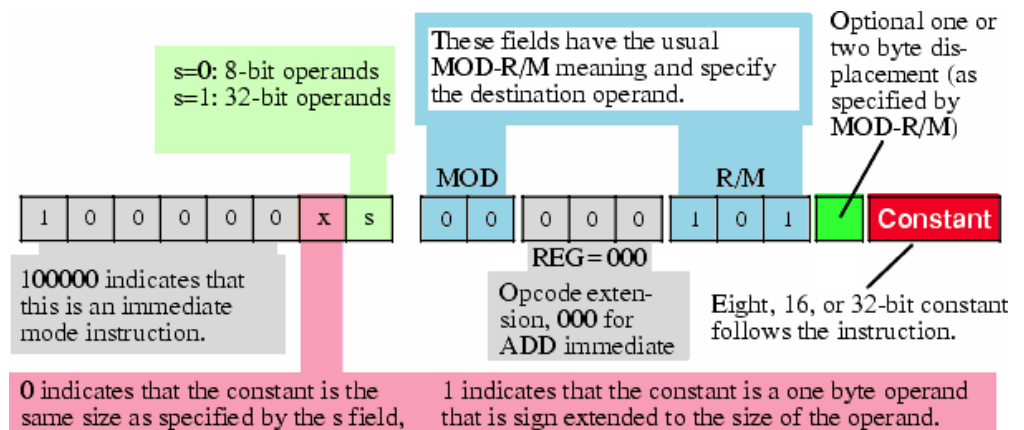 s=0: 8-bit operands
s=1: 32-bit operands
These fields have the usual
MOD-R/M meaning and specify
the destination operand.
Optional one or
two byte dis-
placement (as
specified by
MOD-R/M)
MOD
R/M
1 0 0 0 0 0 x s
0 0
0 0 0
1 0 1
Constant
REG=000
100000 indicates that
this is an immediate
mode instruction.
Opcode exten-
sion, 000 for
ADD immediate
Eight, 16, or 32-bit constant
follows the instruction.
0 indicates that the constant is the
same size as specified by the s field,
1 indicates that the constant is a one byte operand
that is sign extended to the size of the operand.